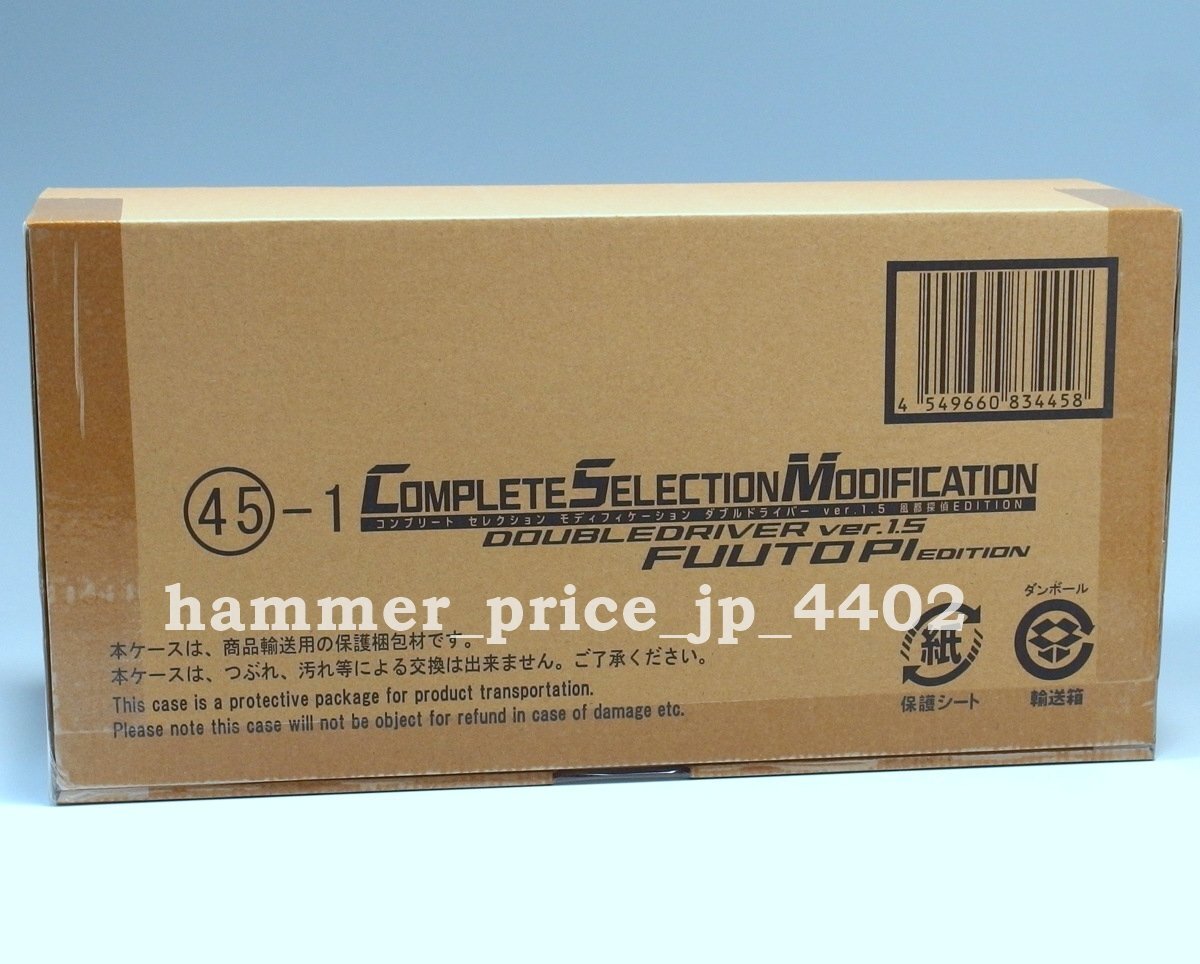 4 549660 834458
㊺-1 COMPLETE SELECTION MODIFICATION
コンプリート セレクション モディフィケーション ダブルドライバー ver.1.5 風都探偵EDITION
DOUBLEDRIVER ver.1.5
FUUTO PI EDITION
hammer_price_jp_4402
本ケースは、商品輸送用の保護梱包材です。
本ケースは、つぶれ、汚れ等による交換は出来ません。ご了承ください。
This case is a protective package for product transportation.
Please note this case will not be object for refund in case of damage etc.
紙
保護シート
ダンボール
輸送箱